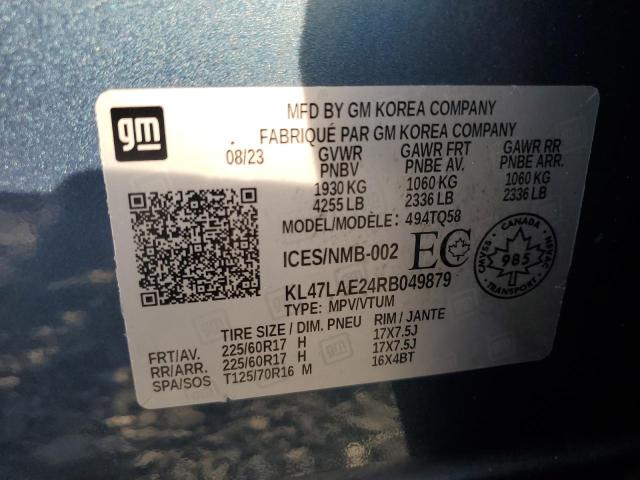 gm
MFD BY GM KOREA COMPANY
FABRIQUÉ PAR GM KOREA COMPANY
08/23 GVWR GAWR FRT GAWR RR
PNBV PNBE AV. PNBE ARR.
1930 KG 1060 KG 1060 KG
4255 LB 2336 LB 2336 LB
MODEL/MODÈLE: 494TQ58
ICES/NMB-002 EC
CANADA
CMVSS NSVAC
985
TRANSPORT
KL47LAE24RB049879
TYPE: MPV/VTUM
TIRE SIZE / DIM. PNEU RIM / JANTE
FRT/AV. 225/60R17 H 17X7.5J
RR/ARR. 225/60R17 H 17X7.5J
SPA/SOS T125/70R16 M 16X4BT